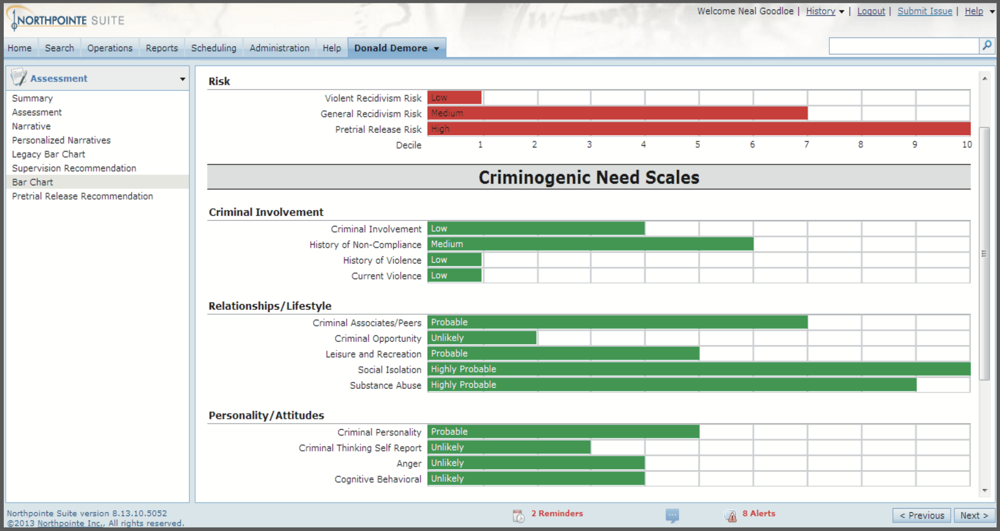 NORTHPOINTE SUITE
Welcome Neal Goodloe | History | Logout | Submit Issue | Help
Home Search Operations Reports Scheduling Administration Help Donald Demore
Assessment
Summary
Assessment
Narrative
Personalized Narratives
Legacy Bar Chart
Supervision Recommendation
Bar Chart
Pretrial Release Recommendation
Risk
Violent Recidivism Risk Low
General Recidivism Risk Medium
Pretrial Release Risk High
Decile 1 2 3 4 5 6 7 8 9 10
Criminogenic Need Scales
Criminal Involvement
Criminal Involvement Low
History of Non-Compliance Medium
History of Violence Low
Current Violence Low
Relationships/Lifestyle
Criminal Associates/Peers Probable
Criminal Opportunity Unlikely
Leisure and Recreation Probable
Social Isolation Highly Probable
Substance Abuse Highly Probable
Personality/Attitudes
Criminal Personality Probable
Criminal Thinking Self Report Unlikely
Anger Unlikely
Cognitive Behavioral Unlikely
Northpointe Suite version 8.13.10.5052
©2013 Northpointe Inc., All rights reserved.
2 Reminders
8 Alerts
< Previous Next >